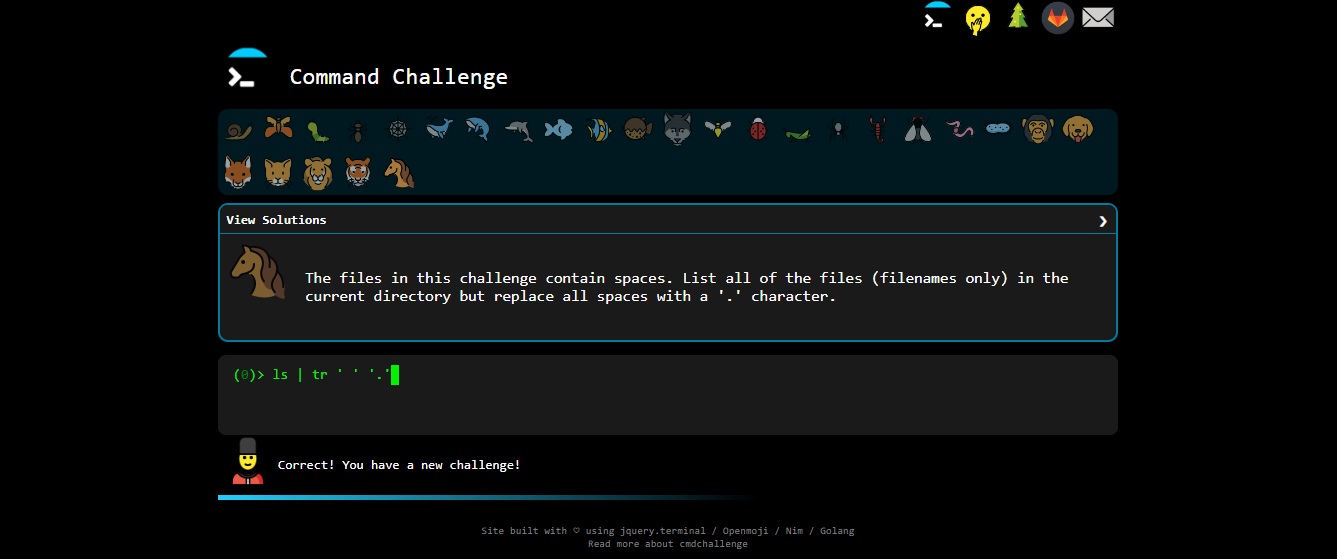 Command Challenge
View Solutions
The files in this challenge contain spaces. List all of the files (filenames only) in the
current directory but replace all spaces with a '.' character.
(0)> ls | tr ' ' '.'
Correct! You have a new challenge!
Site built with ♡ using jquery.terminal / Openmoji / Nim / Golang
Read more about cmdchallenge